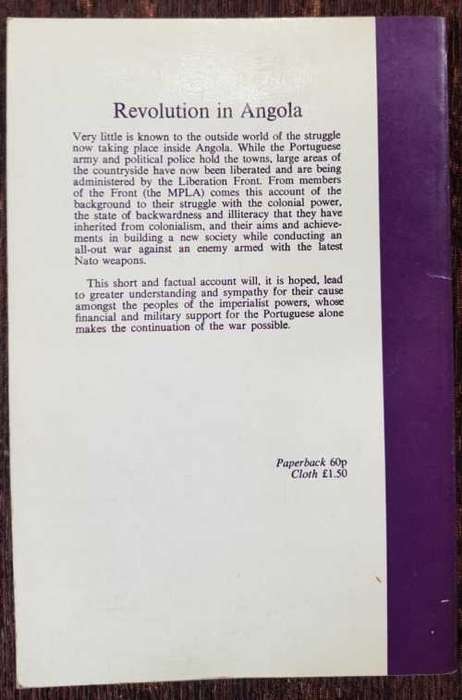 Revolution in Angola
Very little is known to the outside world of the struggle
now taking place inside Angola. While the Portuguese
army and political police hold the towns, large areas of
the countryside have now been liberated and are being
administered by the Liberation Front. From members
of the Front (the MPLA) comes this account of the
background to their struggle with the colonial power,
the state of backwardness and illiteracy that they have
inherited from colonialism, and their aims and achieve-
ments in building a new society while conducting an
all-out war against an enemy armed with the latest
Nato weapons.
This short and factual account will, it is hoped, lead
to greater understanding and sympathy for their cause
amongst the peoples of the imperialist powers, whose
financial and military support for the Portuguese alone
makes the continuation of the war possible.
Paperback 60p
Cloth £1.50